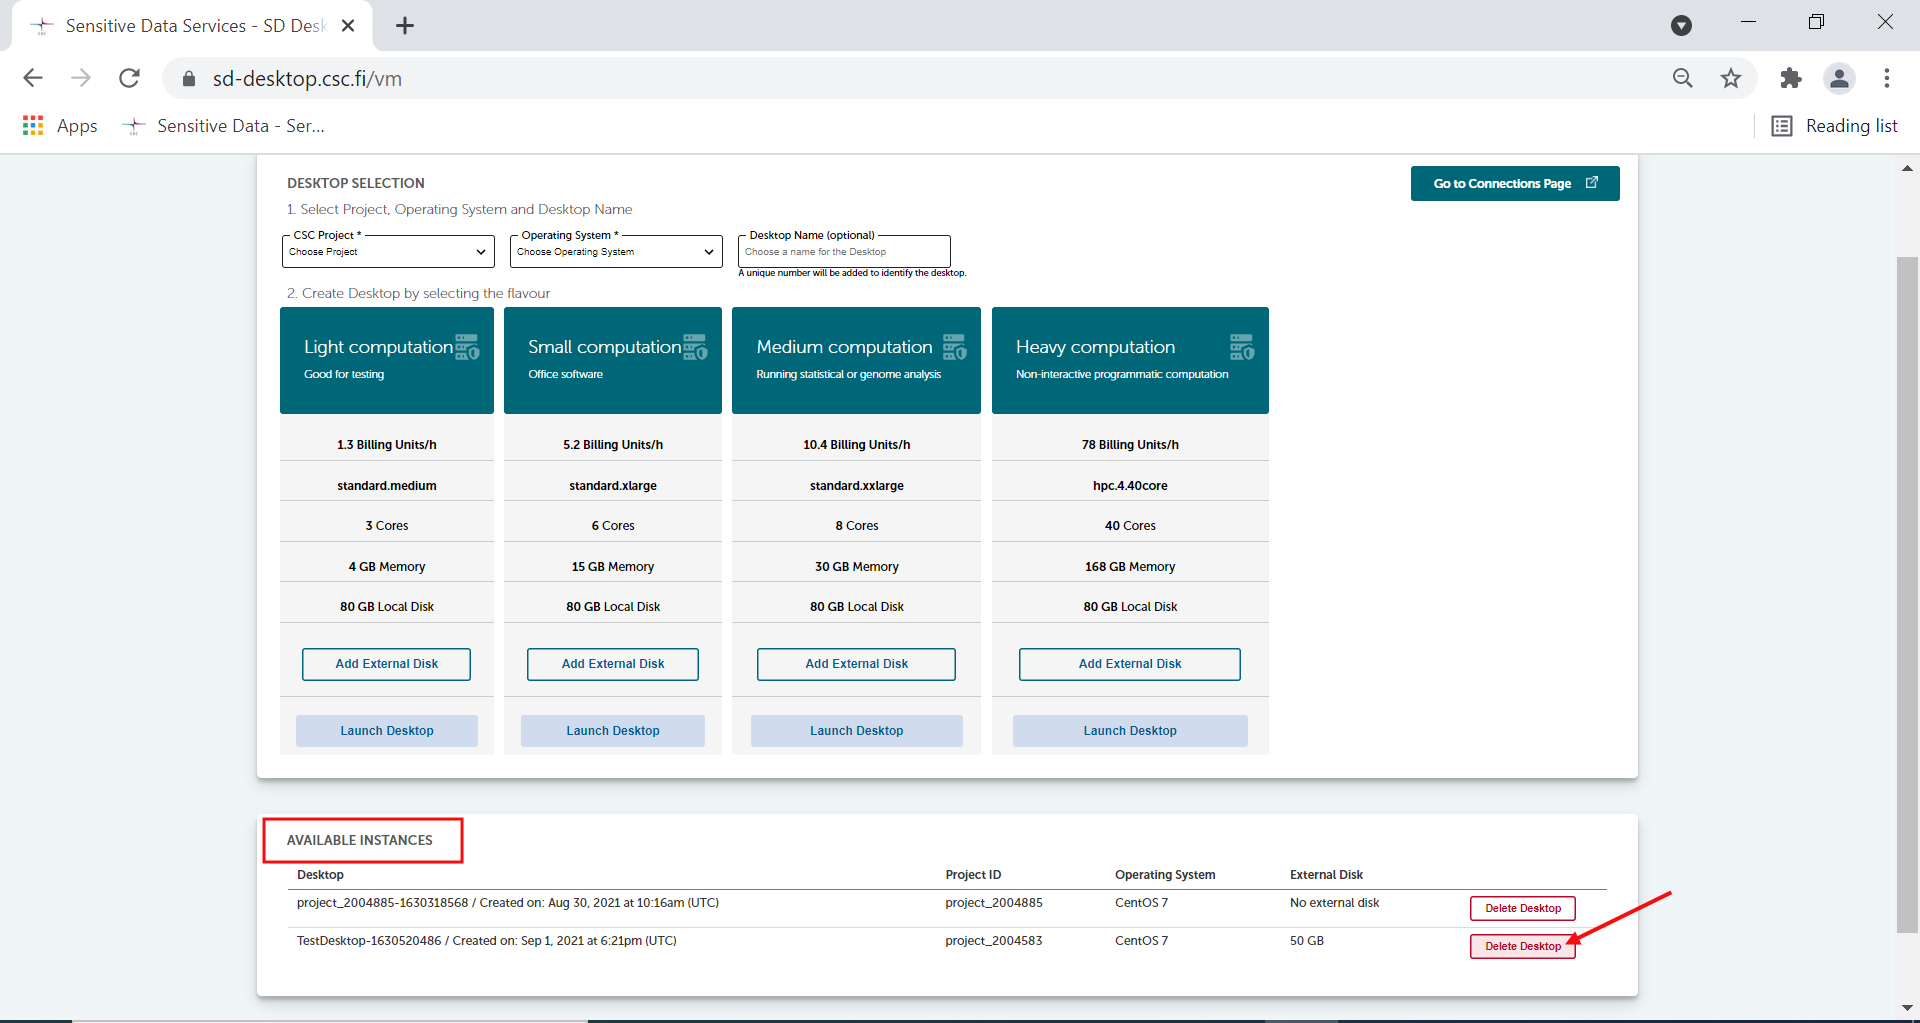 Sensitive Data Services - SD Desk
sd-desktop.csc.fi/vm
Apps
Sensitive Data - Ser...
Reading list
DESKTOP SELECTION
Go to Connections Page
1. Select Project, Operating System and Desktop Name
CSC Project *
Operating System *
Desktop Name (optional)
Choose Project
Choose Operating System
Choose a name for the Desktop
A unique number will be added to identify the desktop.
2. Create Desktop by selecting the flavour
Light computation
Good for testing
1.3 Billing Units/h
standard.medium
3 Cores
4 GB Memory
80 GB Local Disk
Add External Disk
Launch Desktop
Small computation
Office software
5.2 Billing Units/h
standard.xlarge
6 Cores
15 GB Memory
80 GB Local Disk
Add External Disk
Launch Desktop
Medium computation
Running statistical or genome analysis
10.4 Billing Units/h
standard.xxlarge
8 Cores
30 GB Memory
80 GB Local Disk
Add External Disk
Launch Desktop
Heavy computation
Non-interactive programmatic computation
78 Billing Units/h
hpc.4.40core
40 Cores
168 GB Memory
80 GB Local Disk
Add External Disk
Launch Desktop
AVAILABLE INSTANCES
Desktop Project ID Operating System External Disk
project_2004885-1630318568 / Created on: Aug 30, 2021 at 10:16am (UTC) project_2004885 CentOS 7 No external disk Delete Desktop
TestDesktop-1630520486 / Created on: Sep 1, 2021 at 6:21pm (UTC) project_2004583 CentOS 7 50 GB Delete Desktop